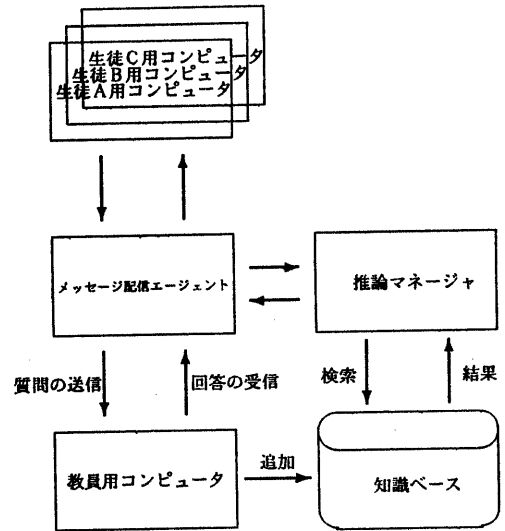 生徒C用コンピュータ
生徒B用コンピュータ
生徒A用コンピュータ
メッセージ配信エージェント
推論マネージャ
質問の送信
回答の受信
検索
結果
教員用コンピュータ
追加
知識ベース